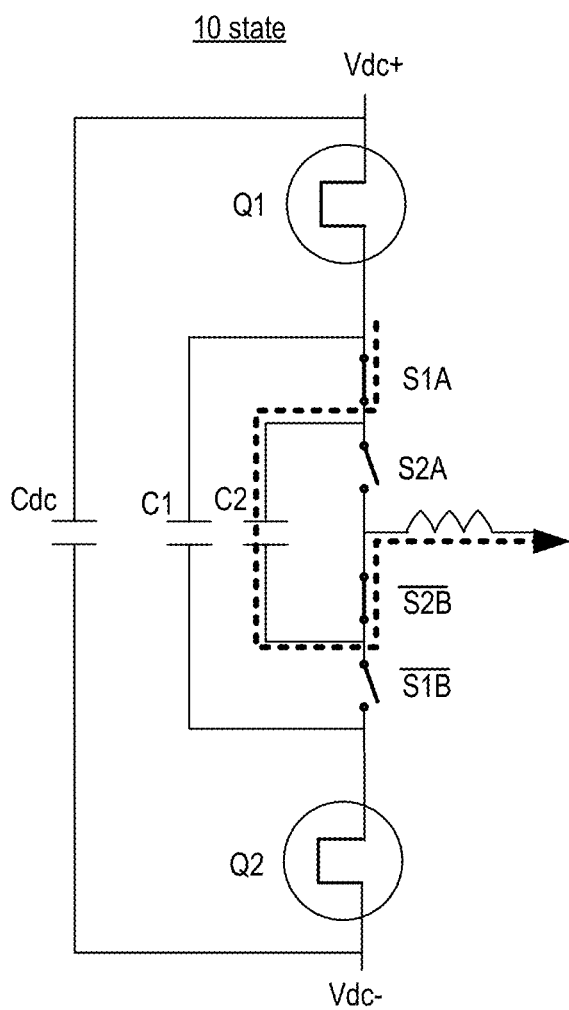 10 state
Vdc+
Q1
S1A
S2A
Cdc
C1
C2
S2B
S1B
Q2
Vdc-